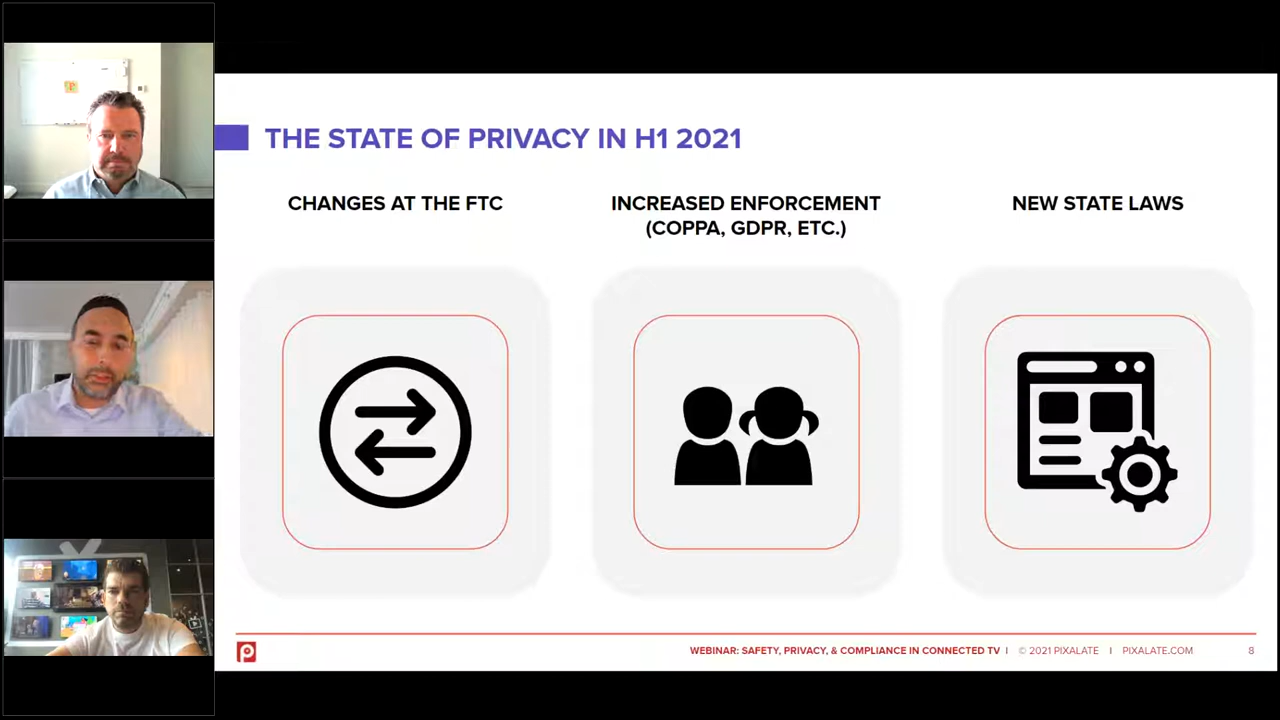 THE STATE OF PRIVACY IN H1 2021
CHANGES AT THE FTC
INCREASED ENFORCEMENT
(COPPA, GDPR, ETC.)
NEW STATE LAWS
WEBINAR: SAFETY, PRIVACY, & COMPLIANCE IN CONNECTED TV I © 2021 PIXALATE I PIXALATE.COM 8